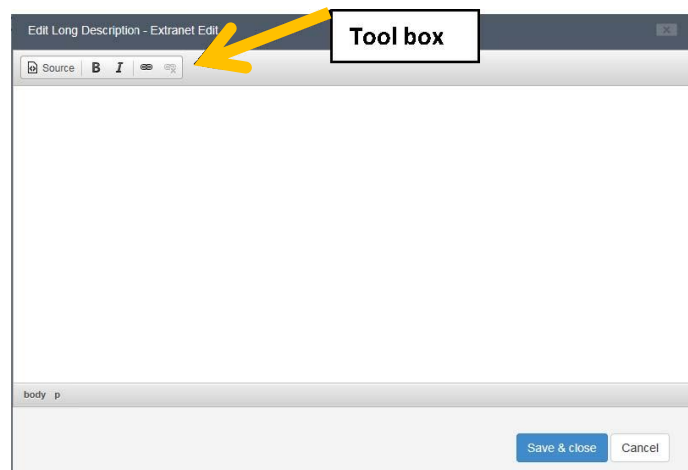 Edit Long Description - Extranet Edit
Tool box
Source B I
body p
Save & close Cancel